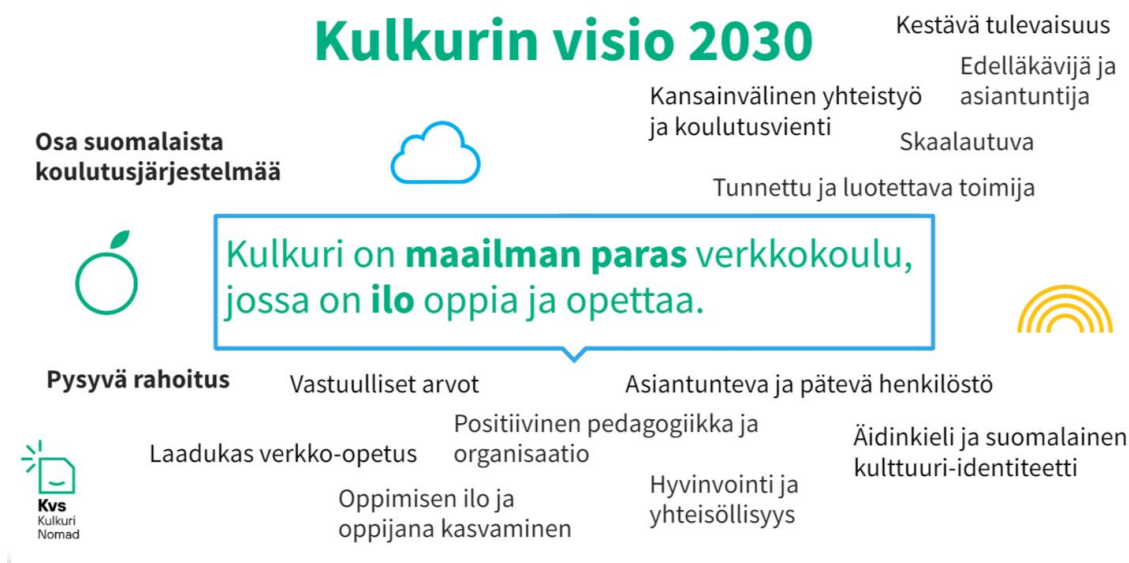 Kulkurin visio 2030
Kestävä tulevaisuus
Edelläkävijä ja
asiantuntija
Kansainvälinen yhteistyö
ja koulutusvienti
Skaalautuva
Tunnettu ja luotettava toimija
Osa suomalaista
koulutusjärjestelmää
Kulkuri on maailman paras verkkokoulu,
jossa on ilo oppia ja opettaa.
Pysyvä rahoitus
Vastuulliset arvot
Asiantunteva ja pätevä henkilöstö
Positiivinen pedagogiikka ja
organisaatio
Laadukas verkko-opetus
Äidinkieli ja suomalainen
kulttuuri-identiteetti
Oppimisen ilo ja
oppijana kasvaminen
Hyvinvointi ja
yhteisöllisyys
Kvs
Kulkuri
Nomad